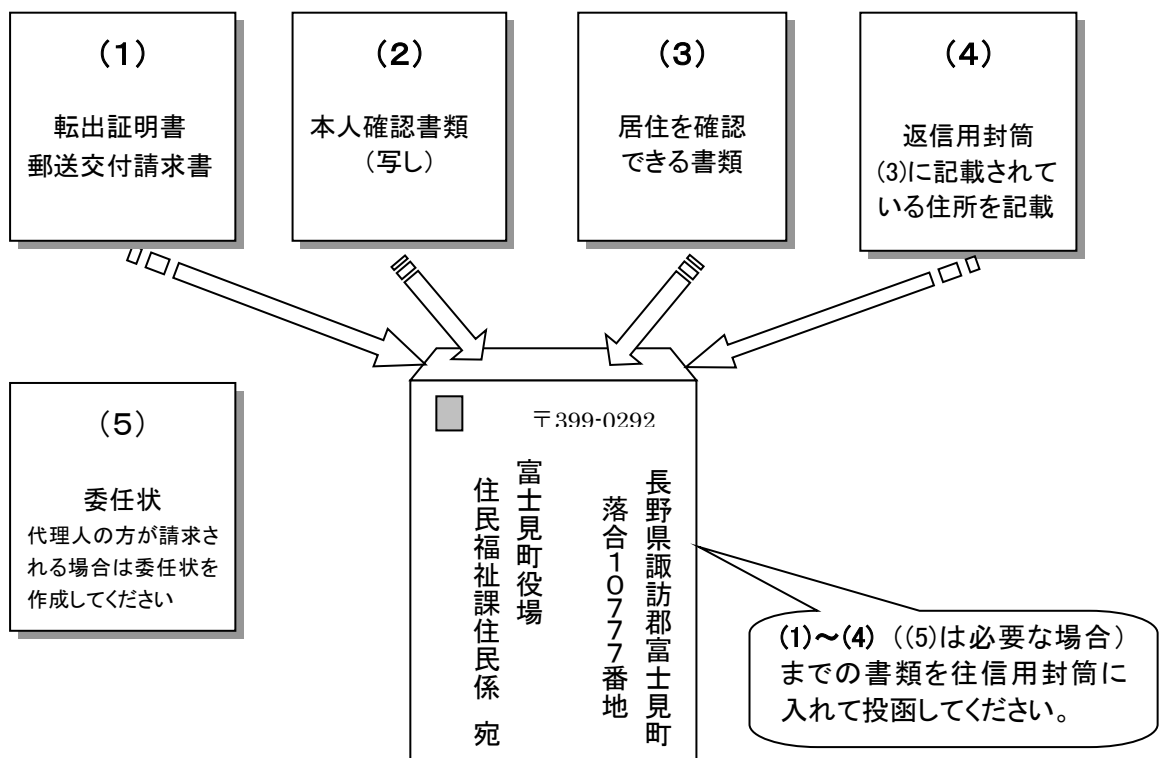 (1)
転出証明書
郵送交付請求書
(2)
本人確認書類
（写し）
(3)
居住を確認
できる書類
(4)
返信用封筒
(3)に記載されて
いる住所を記載
(5)
委任状
代理人の方が請求さ
れる場合は委任状を
作成してください
〒399-0292
長野県諏訪郡富士見町
落合１０７７７番地
富士見町役場
住民福祉課住民係 宛
(1)～(4)（(5)は必要な場合）
までの書類を往信用封筒に
入れて投函してください。